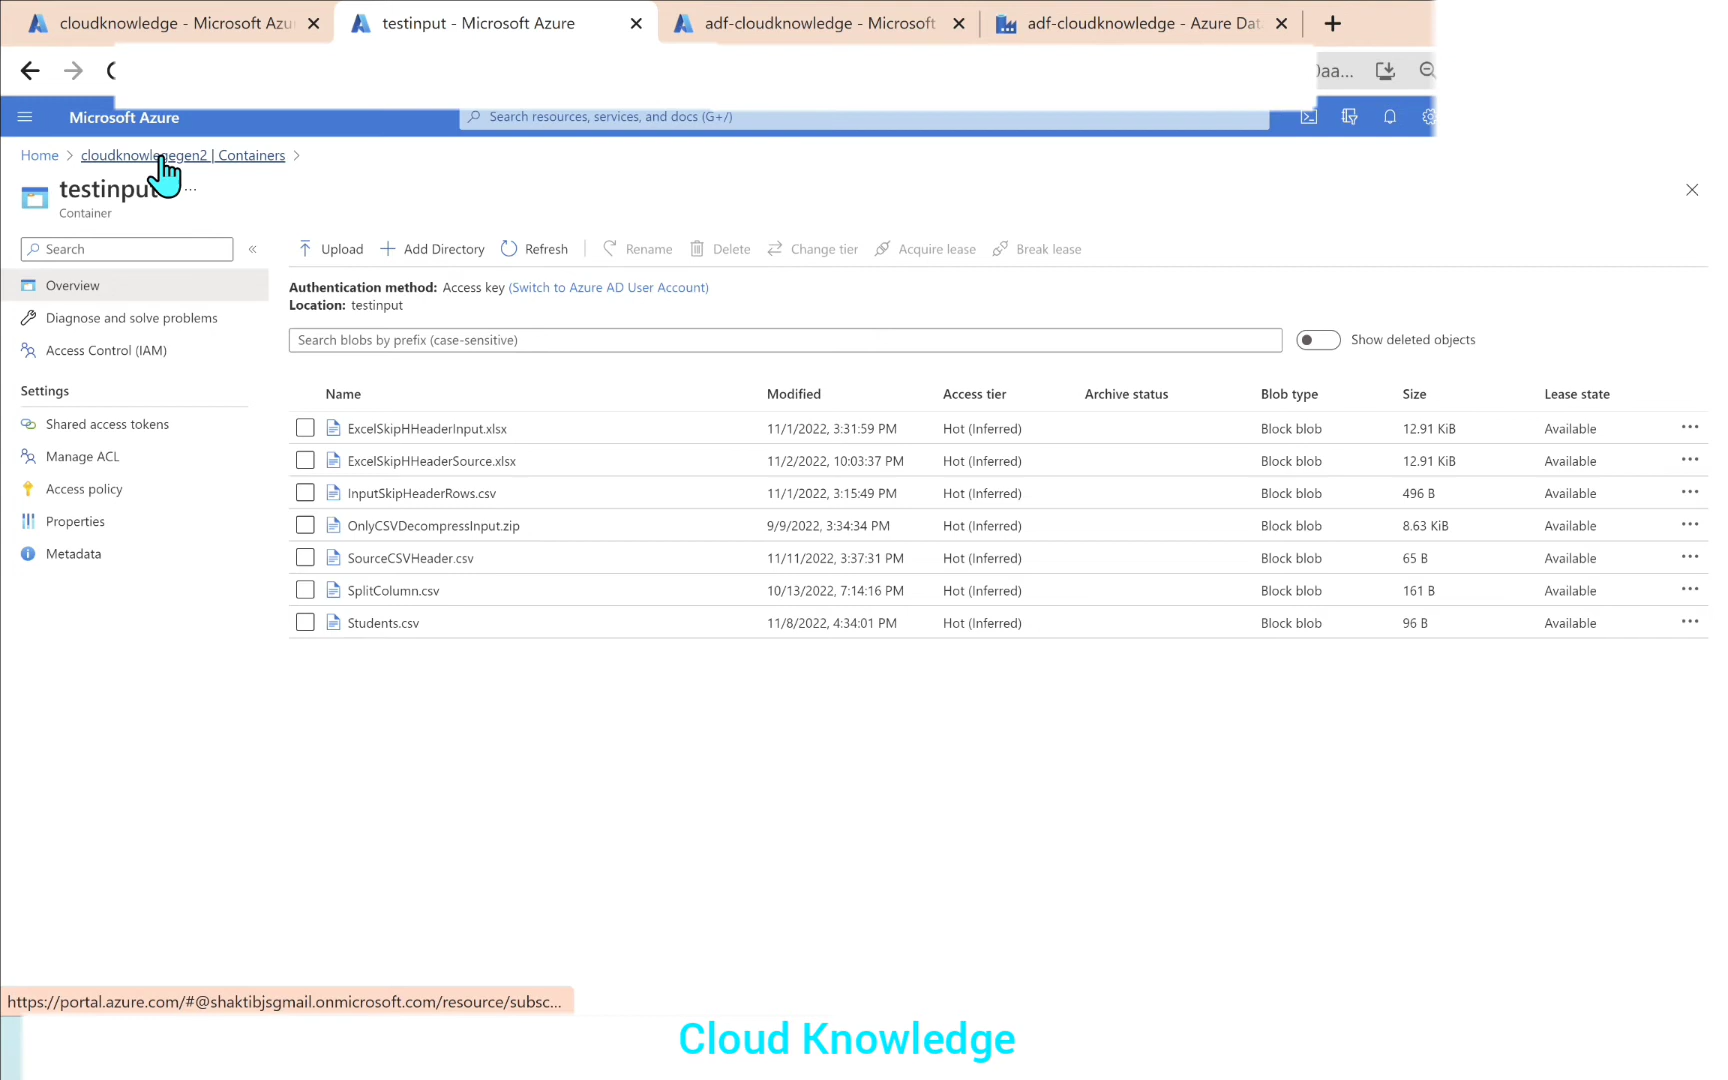 cloudknowledge - Microsoft Azu
testinput - Microsoft Azure
adf-cloudknowledge - Microsoft
adf-cloudknowledge - Azure Dat
0aa...
Microsoft Azure
Search resources, services, and docs (G+/)
Home > cloudknowlegegen2 | Containers >
testinput ...
Container
Search «
Overview
Diagnose and solve problems
Access Control (IAM)
Settings
Shared access tokens
Manage ACL
Access policy
Properties
Metadata
Upload Add Directory Refresh Rename Delete Change tier Acquire lease Break lease
Authentication method: Access key (Switch to Azure AD User Account)
Location: testinput
Search blobs by prefix (case-sensitive) Show deleted objects
Name Modified Access tier Archive status Blob type Size Lease state
ExcelSkipHHeaderInput.xlsx 11/1/2022, 3:31:59 PM Hot (Inferred) Block blob 12.91 KiB Available ...
ExcelSkipHHeaderSource.xlsx 11/2/2022, 10:03:37 PM Hot (Inferred) Block blob 12.91 KiB Available ...
InputSkipHeaderRows.csv 11/1/2022, 3:15:49 PM Hot (Inferred) Block blob 496 B Available ...
OnlyCSVDecompressInput.zip 9/9/2022, 3:34:34 PM Hot (Inferred) Block blob 8.63 KiB Available ...
SourceCSVHeader.csv 11/11/2022, 3:37:31 PM Hot (Inferred) Block blob 65 B Available ...
SplitColumn.csv 10/13/2022, 7:14:16 PM Hot (Inferred) Block blob 161 B Available ...
Students.csv 11/8/2022, 4:34:01 PM Hot (Inferred) Block blob 96 B Available ...
https://portal.azure.com/#@shaktibjsgmail.onmicrosoft.com/resource/subsc...
Cloud Knowledge